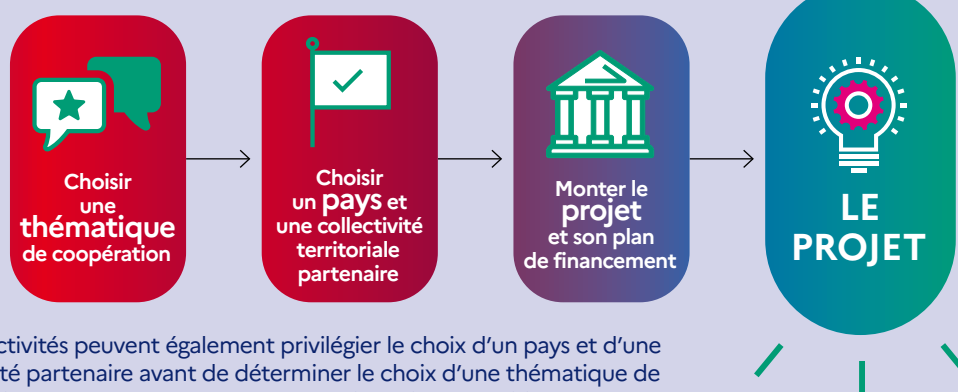 Choisir
une
thématique
de coopération
Choisir
un pays et
une collectivité
territoriale
partenaire
Monter le
projet
et son plan
de financement
LE
PROJET
peuvent également privilégier le choix d'un pays et d'une
partenaire avant de déterminer le choix d'une thématique de